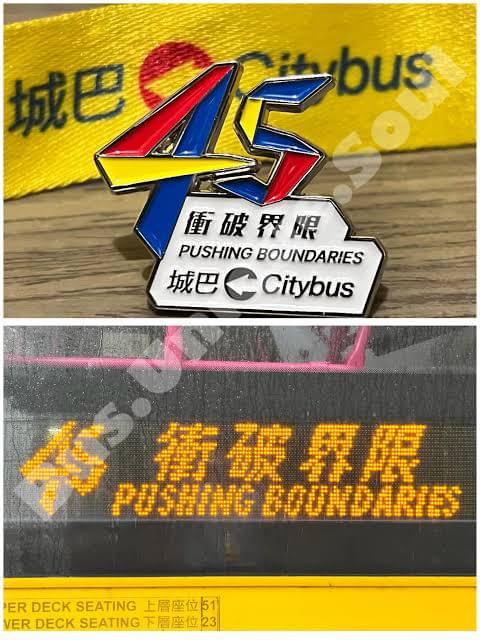 城巴 Citybus
45
衝破界限
PUSHING BOUNDARIES
城巴 Citybus
45 衝破界限
PUSHING BOUNDARIES
PER DECK SEATING 上層座位 51
WER DECK SEATING 下層座位 23